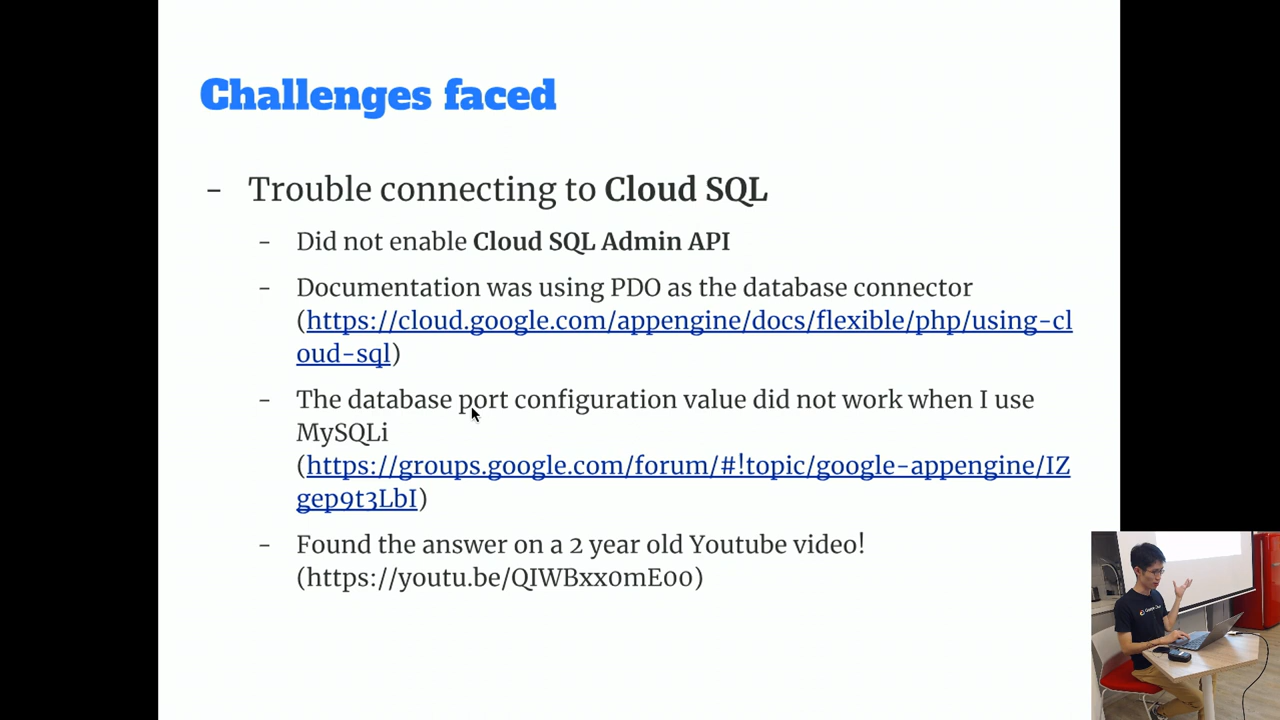 Challenges faced
- Trouble connecting to Cloud SQL
- Did not enable Cloud SQL Admin API
- Documentation was using PDO as the database connector
(https://cloud.google.com/appengine/docs/flexible/php/using-cl
oud-sql)
- The database port configuration value did not work when I use
MySQLi
(https://groups.google.com/forum/#!topic/google-appengine/IZ
gep9t3LbI)
- Found the answer on a 2 year old Youtube video!
(https://youtu.be/QIWBxx0mE00)